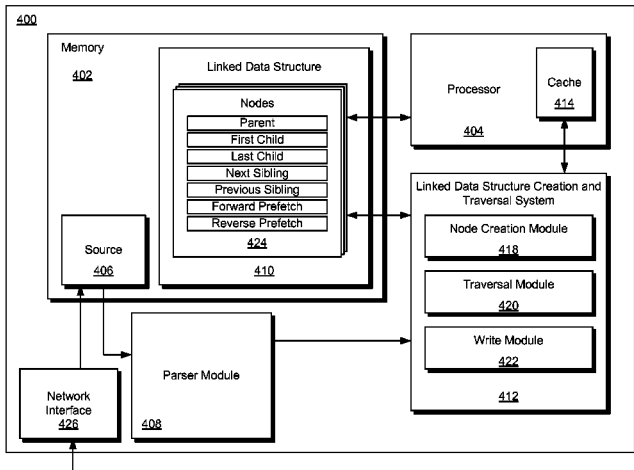 400
Memory
402
Linked Data Structure
Nodes
Parent
First Child
Last Child
Next Sibling
Previous Sibling
Forward Prefetch
Reverse Prefetch
424
410
Source
406
Processor
404
Cache
414
Linked Data Structure Creation and
Traversal System
Node Creation Module
418
Traversal Module
420
Write Module
422
412
Parser Module
408
Network
Interface
426